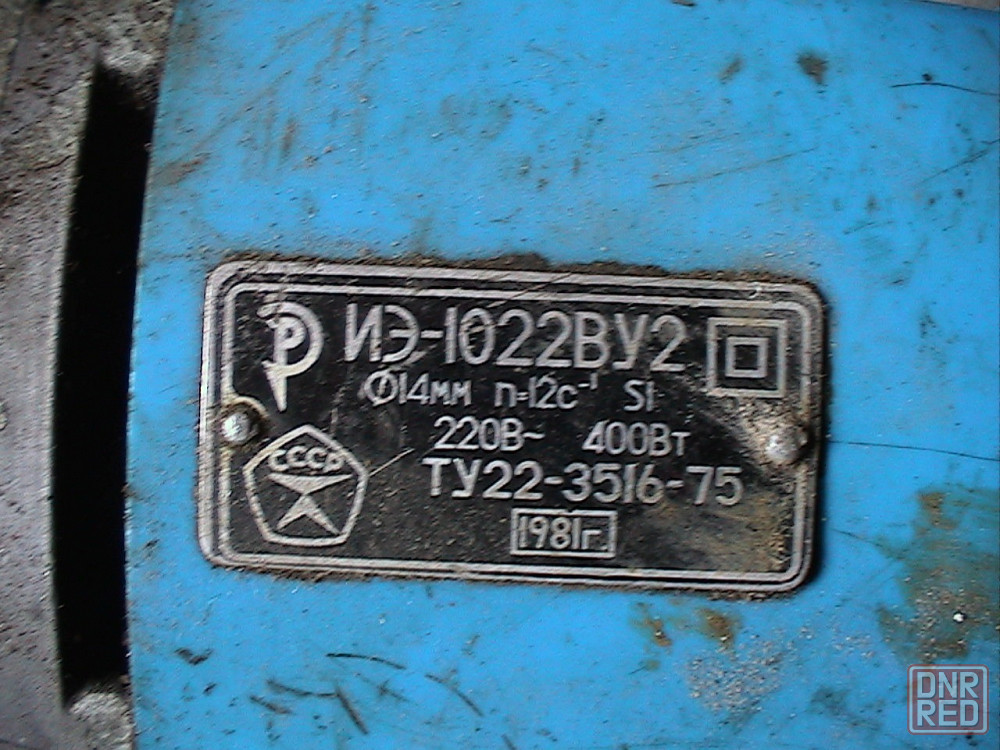 ИЭ-1022ВУ2
Ф14мм n=12с⁻¹ S1
220В~ 400Вт
СССР
ТУ22-3516-75
1981г.
DNR
RED